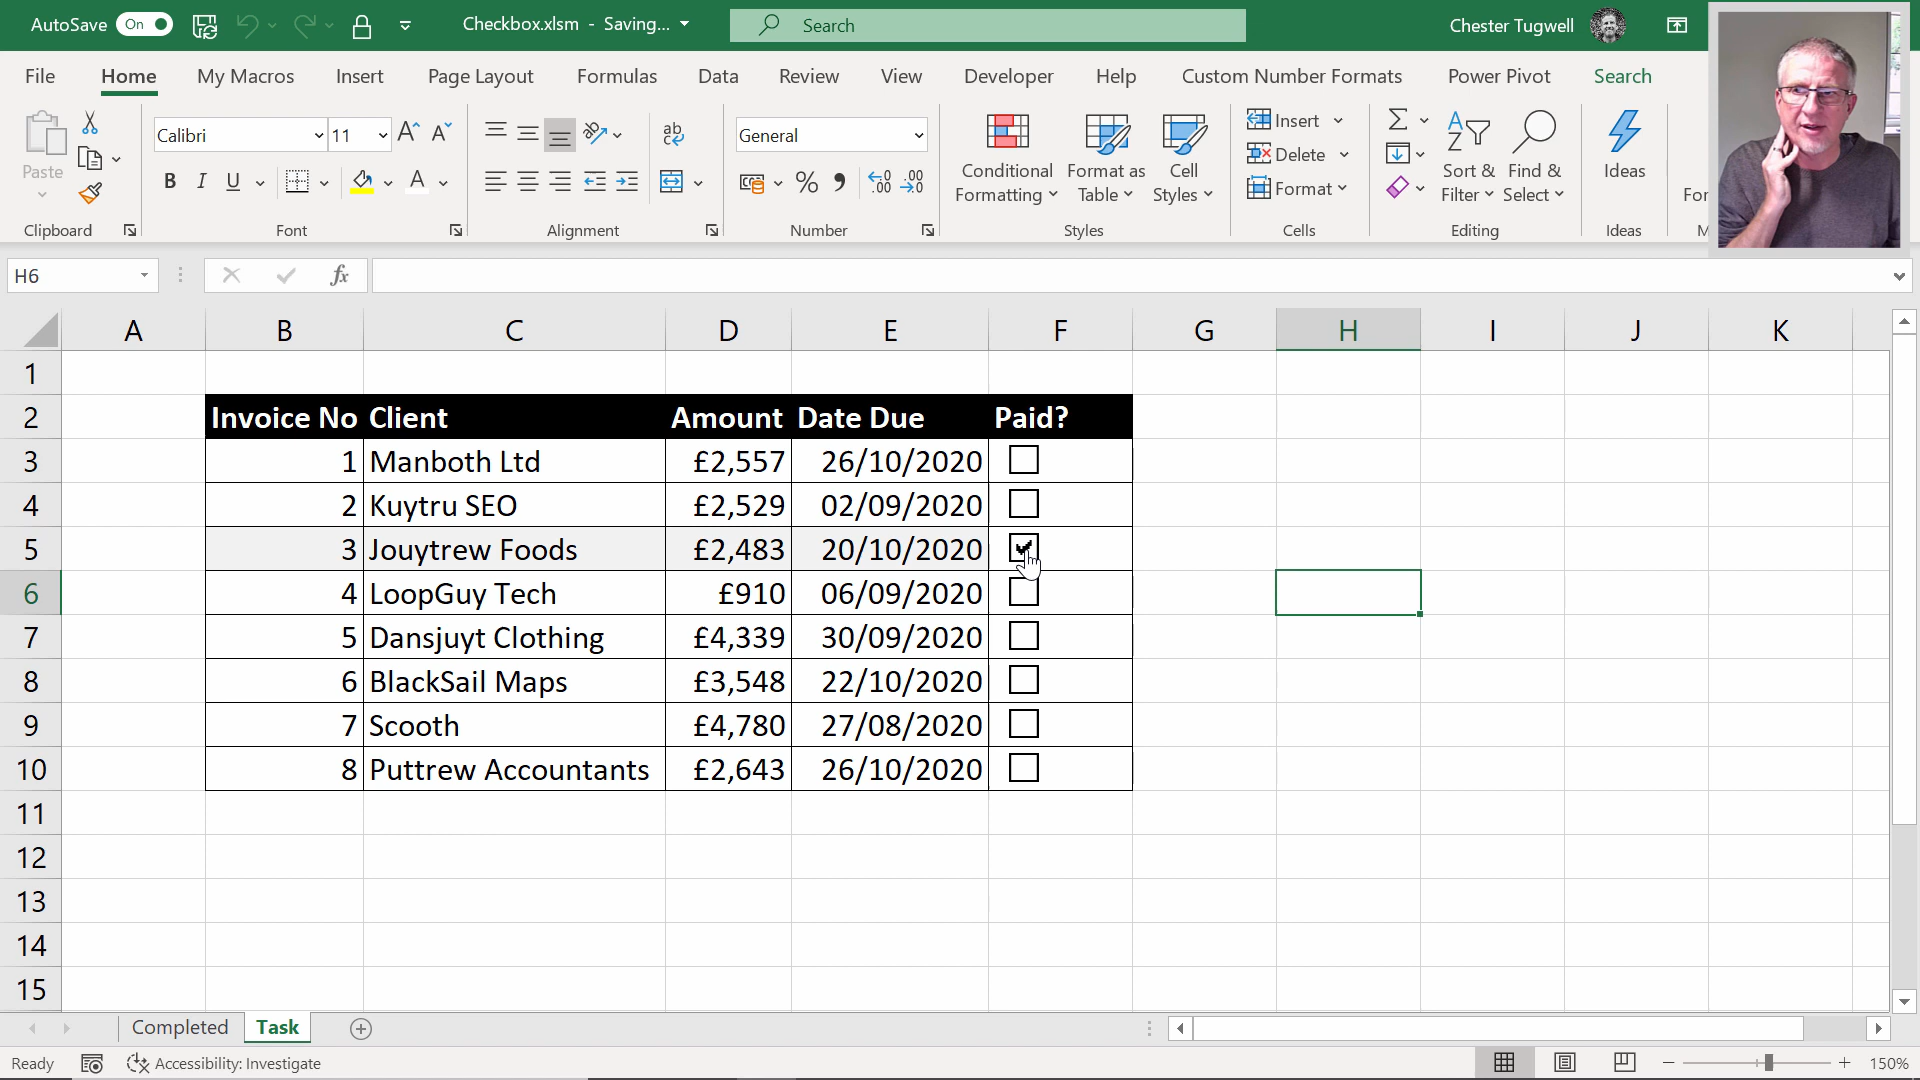 AutoSave On Checkbox.xlsm - Saving... Search Chester Tugwell
File Home My Macros Insert Page Layout Formulas Data Review View Developer Help Custom Number Formats Power Pivot Search
Paste
Clipboard
Calibri 11
B I U A
Font
ab
Alignment
General
% 9
Number
Conditional Formatting
Format as Table
Cell Styles
Styles
Insert
Delete
Format
Cells
Sort & Filter
Find & Select
Editing
Ideas
Ideas
H6 fx
A B C D E F G H I J K
1
2 Invoice No Client Amount Date Due Paid?
3 1 Manboth Ltd £2,557 26/10/2020
4 2 Kuytru SEO £2,529 02/09/2020
5 3 Jouytrew Foods £2,483 20/10/2020
6 4 LoopGuy Tech £910 06/09/2020
7 5 Dansjuyt Clothing £4,339 30/09/2020
8 6 BlackSail Maps £3,548 22/10/2020
9 7 Scooth £4,780 27/08/2020
10 8 Puttrew Accountants £2,643 26/10/2020
11
12
13
14
15
Completed Task
Ready Accessibility: Investigate 150%